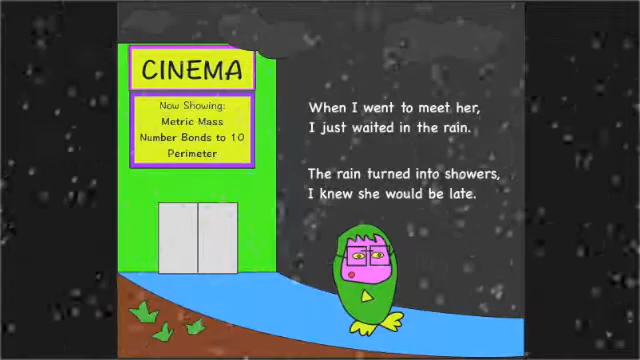 CINEMA
Now Showing:
Metric Mass
Number Bonds to 10
Perimeter
When I went to meet her,
I just waited in the rain.
The rain turned into showers,
I knew she would be late.